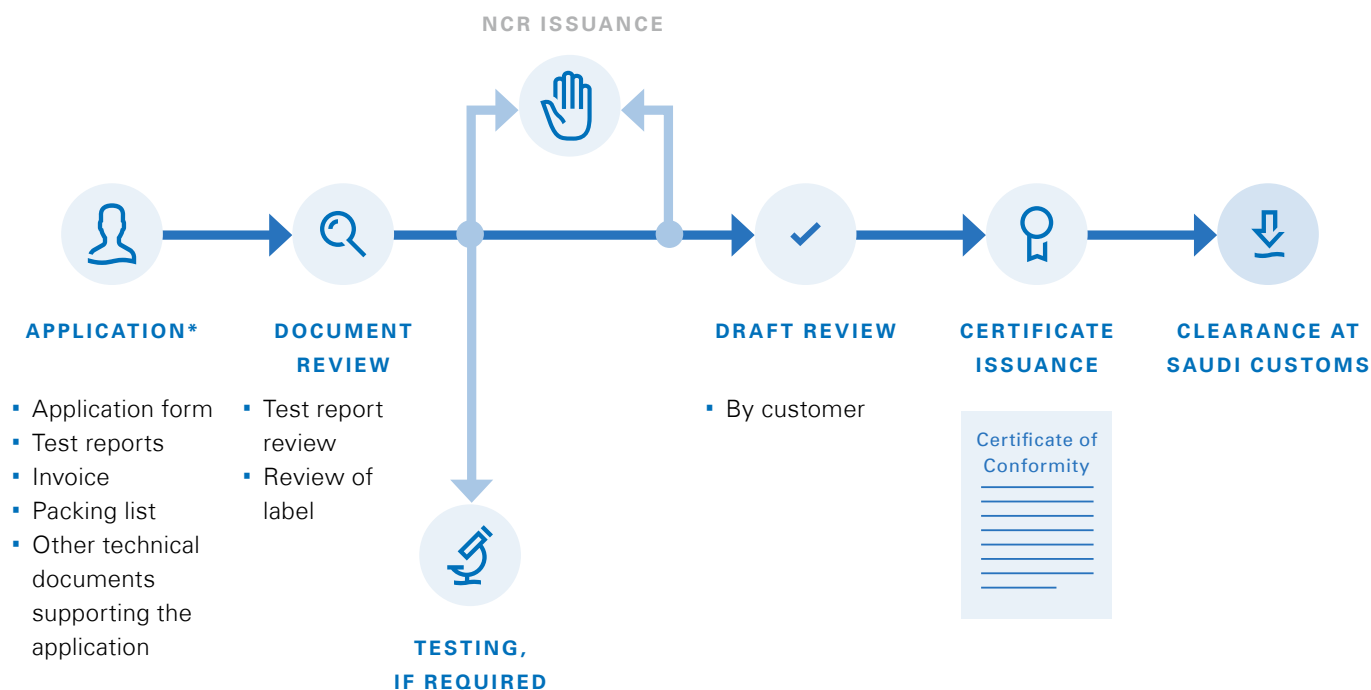 NCR ISSUANCE
APPLICATION*
▪ Application form
▪ Test reports
▪ Invoice
▪ Packing list
▪ Other technical
documents
supporting the
application
DOCUMENT
REVIEW
▪ Test report
review
▪ Review of
label
TESTING,
IF REQUIRED
DRAFT REVIEW
▪ By customer
CERTIFICATE
ISSUANCE
Certificate of
Conformity
CLEARANCE AT
SAUDI CUSTOMS